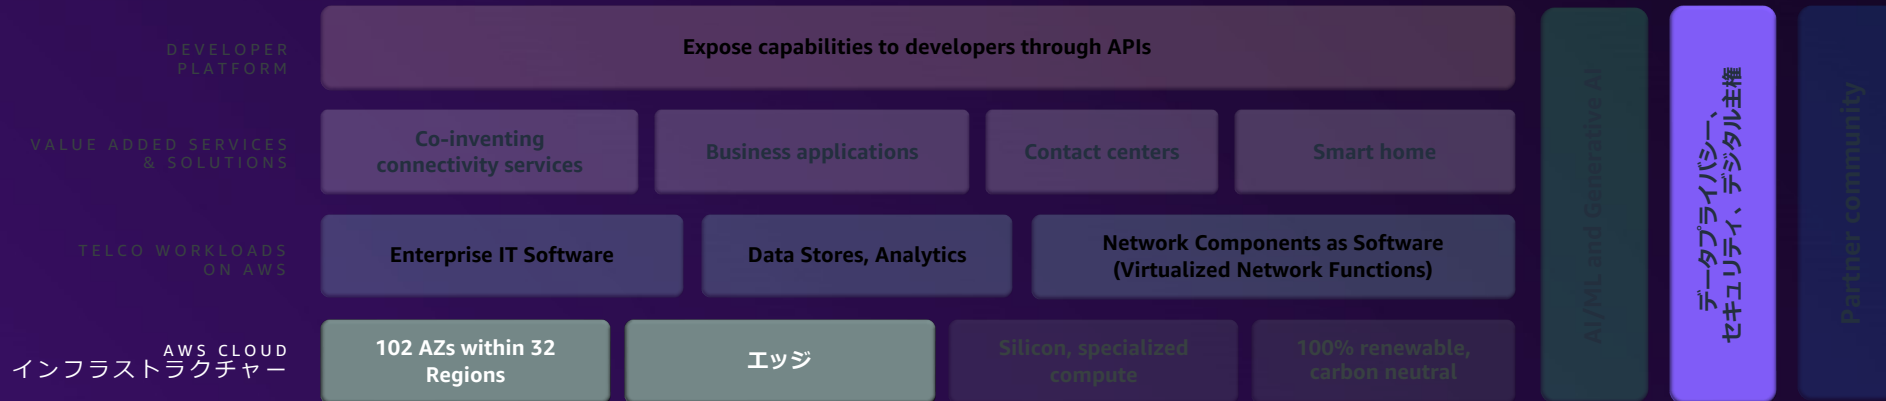 DEVELOPER
PLATFORM
Expose capabilities to developers through APIs
VALUE ADDED SERVICES
& SOLUTIONS
Co-inventing
connectivity services
Business applications
Contact centers
Smart home
TELCO WORKLOADS
ON AWS
Enterprise IT Software
Data Stores, Analytics
Network Components as Software
(Virtualized Network Functions)
AWS CLOUD
インフラストラクチャー
102 AZs within 32
Regions
エッジ
Silicon, specialized
compute
100% renewable,
carbon neutral
AI/ML and Generative AI
データプライバシー、
セキュリティ、デジタル主権
Partner community